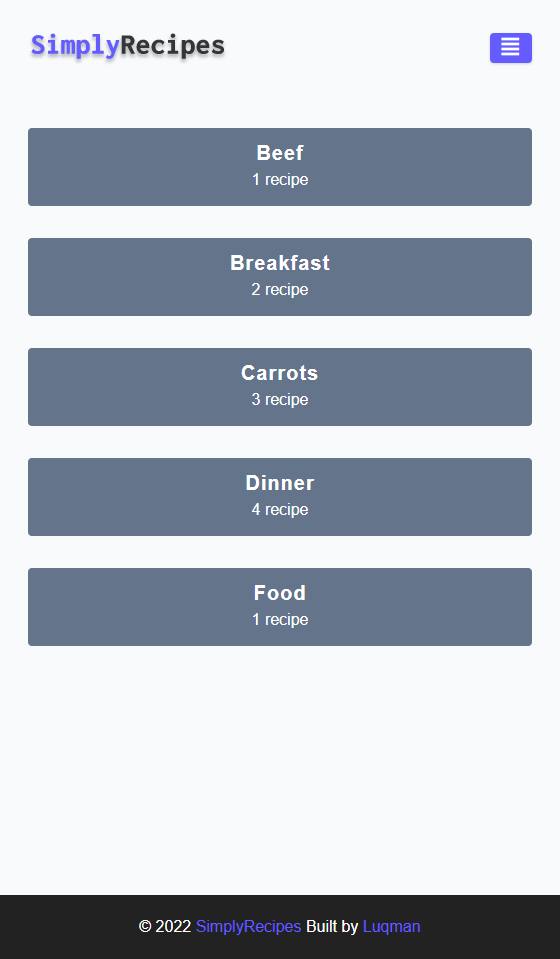 SimplyRecipes
Beef
1 recipe
Breakfast
2 recipe
Carrots
3 recipe
Dinner
4 recipe
Food
1 recipe
© 2022 SimplyRecipes Built by Luqman